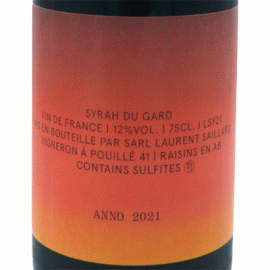 SYRAH DU GARD
VIN DE FRANCE | 12%VOL. | 75CL. | LSY21
EN BOUTEILLE PAR SARL LAURENT SAILLARD
VIGNERON À POUILLÉ 41 | RAISINS EN AB
CONTAINS SULFITES
ANNO 2021